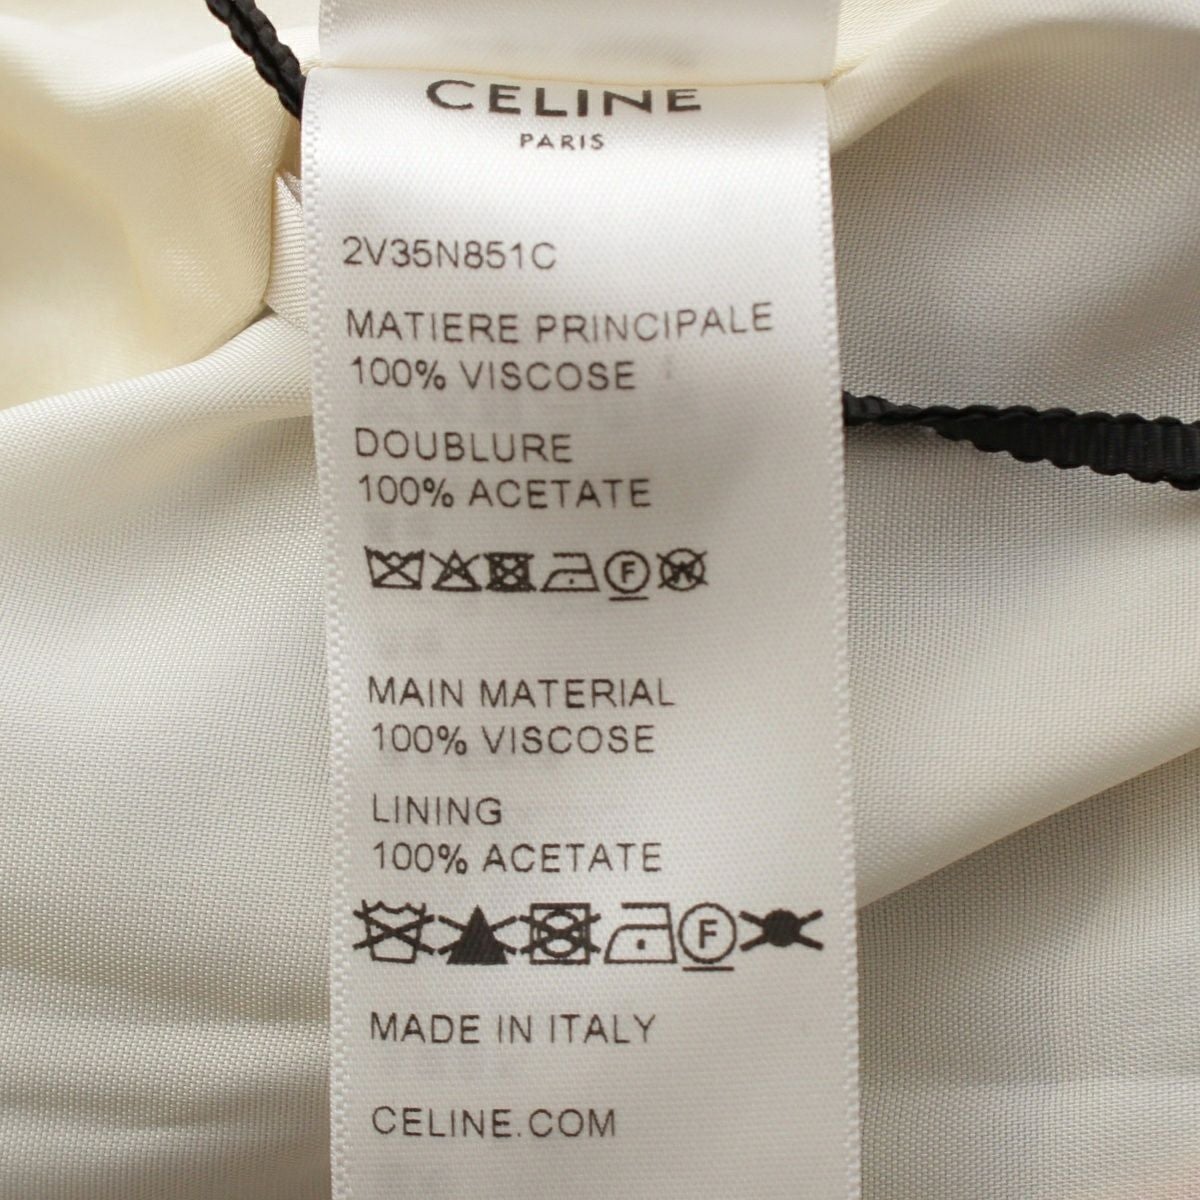 CELINE
PARIS
2V35N851C
MATIERE PRINCIPALE
100% VISCOSE
DOUBLURE
100% ACETATE
F W
MAIN MATERIAL
100% VISCOSE
LINING
100% ACETATE
F
MADE IN ITALY
CELINE.COM